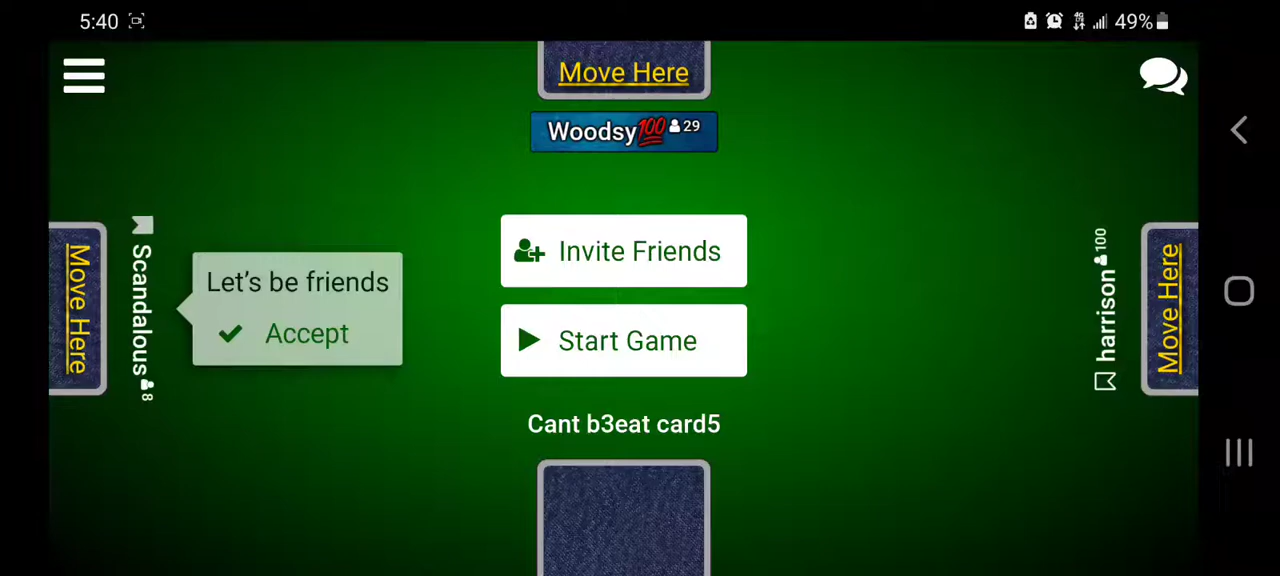 5:40
49%
Move Here
Woodsy💯 29
Move Here
Scandalous 8
Let's be friends
Accept
Invite Friends
Start Game
harrison 100
Move Here
Cant b3eat card5